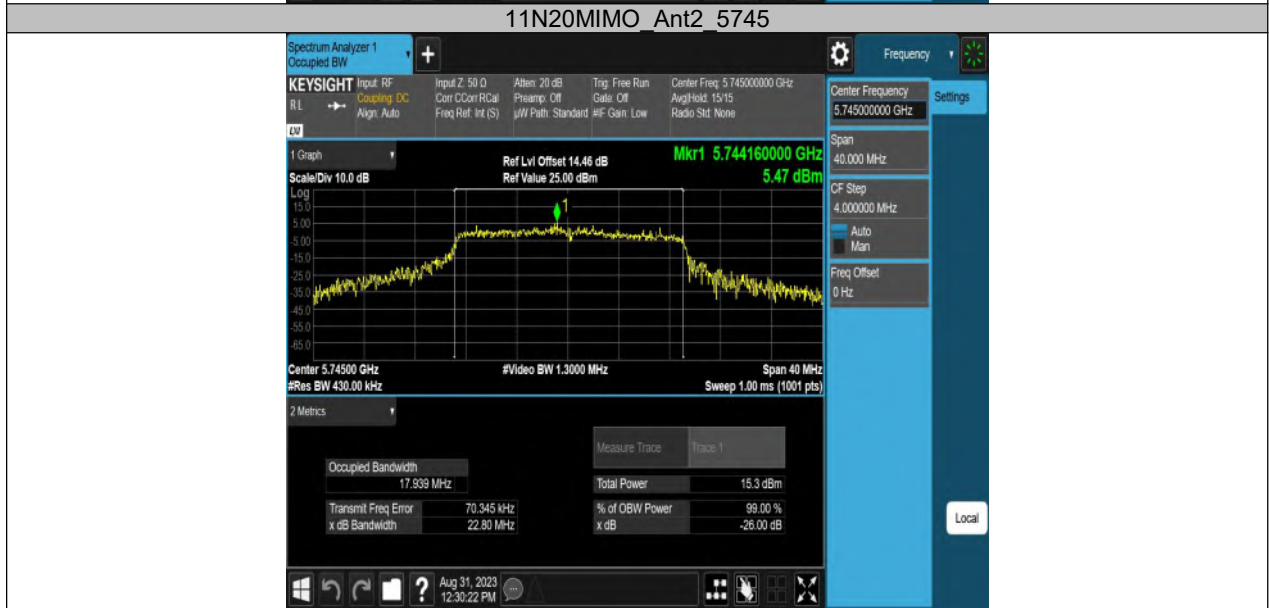 11N20MIMO_Ant2_5745
Spectrum Analyzer 1
Occupied BW
+
Frequency
KEYSIGHT
RL
LXI
Input: RF
Coupling: DC
Align: Auto
Input Z: 50 Ω
Corr CCorr RCal
Freq Ref: Int (S)
Atten: 20 dB
Preamp: Off
µW Path: Standard
Trig: Free Run
Gate: Off
#IF Gain: Low
Center Freq: 5.745000000 GHz
Avg|Hold: 15/15
Radio Std: None
Center Frequency
5.745000000 GHz
Settings
Span
40.000 MHz
CF Step
4.000000 MHz
Auto
Man
Freq Offset
0 Hz
Local
1 Graph
Scale/Div 10.0 dB
Ref Lvl Offset 14.46 dB
Ref Value 25.00 dBm
Mkr1 5.744160000 GHz
5.47 dBm
Log
15.0
5.00
-5.00
-15.0
-25.0
-35.0
-45.0
-55.0
-65.0
1
Center 5.74500 GHz
#Video BW 1.3000 MHz
Span 40 MHz
#Res BW 430.00 kHz
Sweep 1.00 ms (1001 pts)
2 Metrics
Measure Trace Trace 1
Occupied Bandwidth
17.939 MHz
Total Power 15.3 dBm
Transmit Freq Error 70.345 kHz
% of OBW Power 99.00 %
x dB Bandwidth 22.80 MHz
x dB -26.00 dB
?
Aug 31, 2023
12:30:22 PM